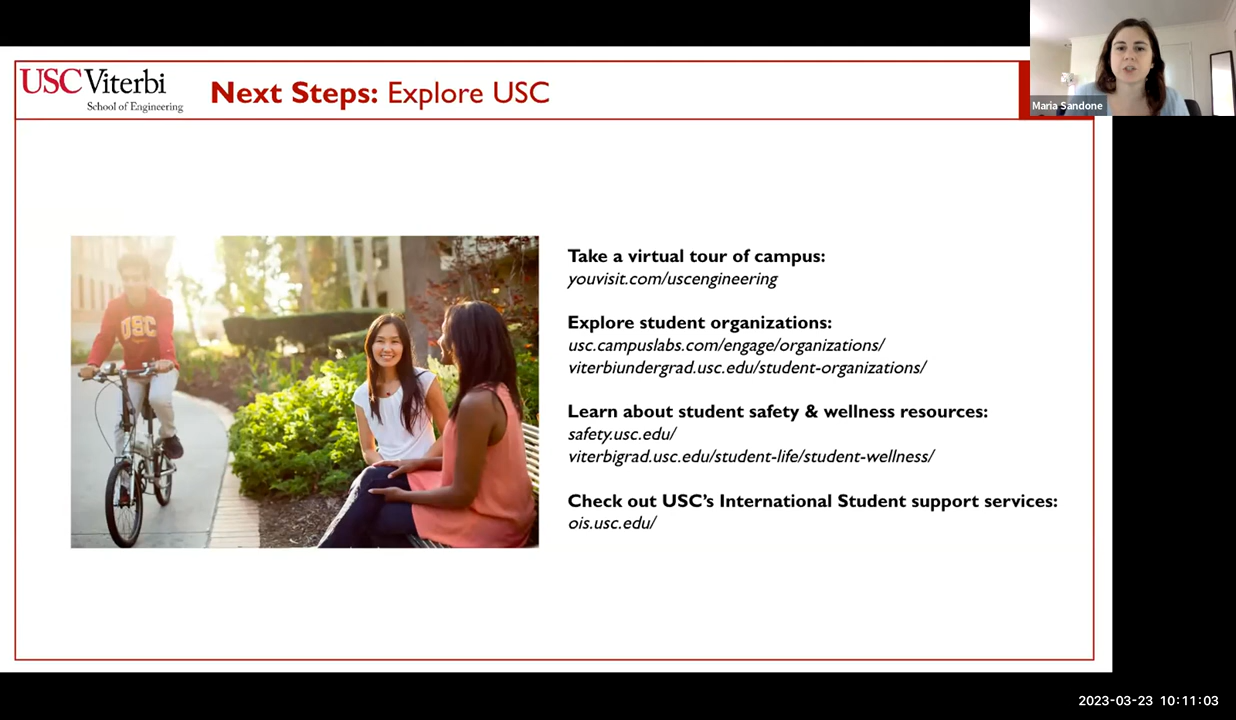 USC Viterbi
School of Engineering
Next Steps: Explore USC
Maria Sandone
USC
Take a virtual tour of campus:
youvisit.com/uscengineering
Explore student organizations:
usc.campuslabs.com/engage/organizations/
viterbiundergrad.usc.edu/student-organizations/
Learn about student safety & wellness resources:
safety.usc.edu/
viterbigrad.usc.edu/student-life/student-wellness/
Check out USC’s International Student support services:
ois.usc.edu/
2023-03-23 10:11:03